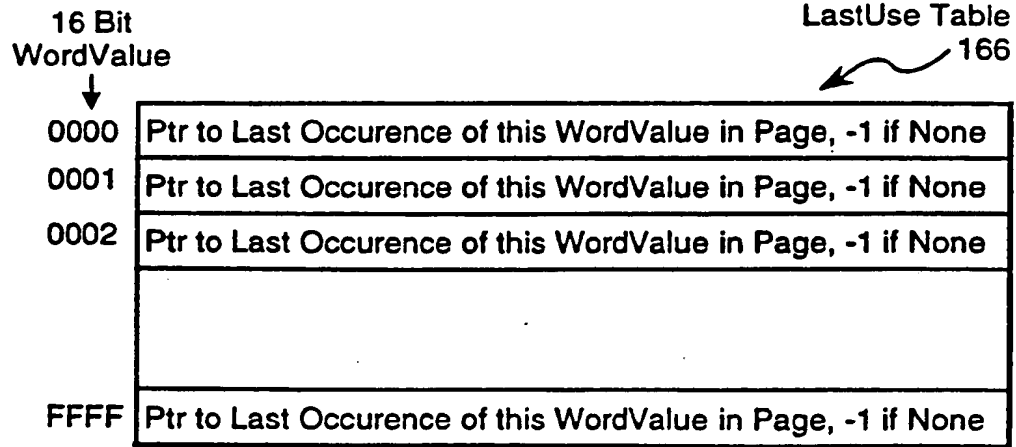 16 Bit
WordValue
LastUse Table
166
0000 Ptr to Last Occurence of this WordValue in Page, -1 if None
0001 Ptr to Last Occurence of this WordValue in Page, -1 if None
0002 Ptr to Last Occurence of this WordValue in Page, -1 if None
FFFF Ptr to Last Occurence of this WordValue in Page, -1 if None